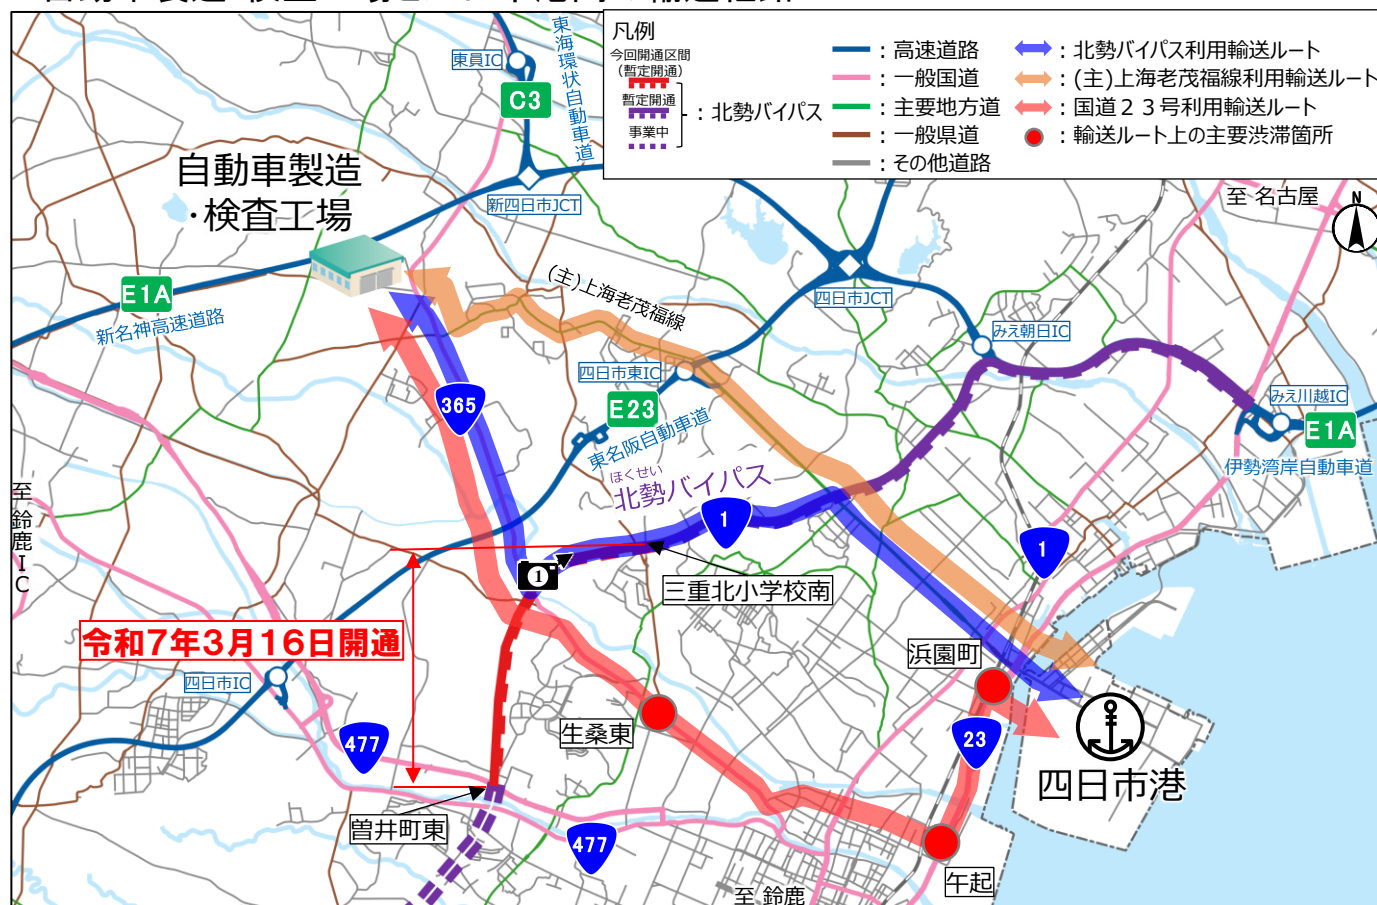 凡例
今回開通区間
(暫定開通)
暫定開通
事業中
：北勢バイパス
：高速道路
：一般国道
：主要地方道
：一般県道
：その他道路
：北勢バイパス利用輸送ルート
：(主)上海老茂福線利用輸送ルート
：国道２３号利用輸送ルート
：輸送ルート上の主要渋滞箇所
東員IC
東海環状自動車道
C3
自動車製造
・検査工場
新四日市JCT
至 名古屋
N
E1A
新名神高速道路
(主)上海老茂福線
四日市JCT
みえ朝日IC
四日市東IC
365
E23
東名阪自動車道
みえ川越IC
E1A
伊勢湾岸自動車道
ほくせい
北勢バイパス
至鈴鹿IC
1
1
1
三重北小学校南
令和7年3月16日開通
浜園町
四日市IC
生桑東
477
23
四日市港
曽井町東
477
午起
至 鈴鹿